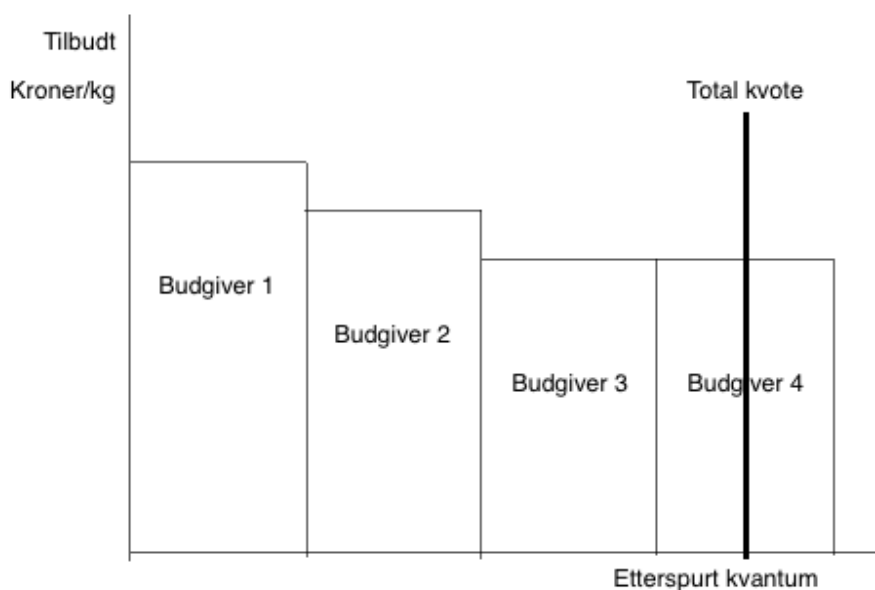 Tilbudt
Kroner/kg
Total kvote
Budgiver 1
Budgiver 2
Budgiver 3
Budgiver 4
Etterspurt kvantum